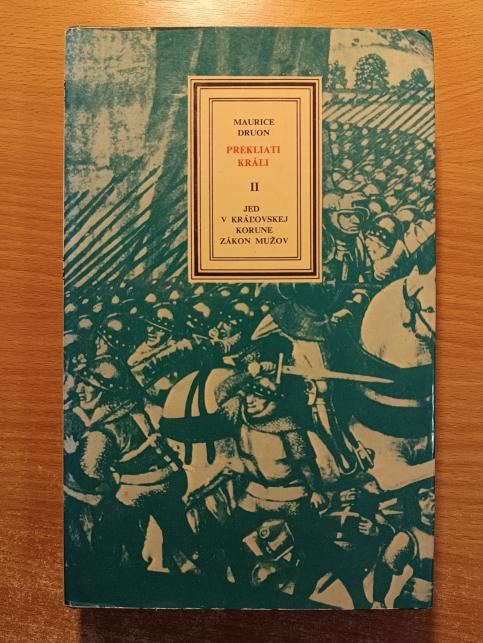 MAURICE
DRUON
PREKLIATI
KRÁLI
II
JED
V KRÁĽOVSKEJ
KORUNE
ZÁKON MUŽOV